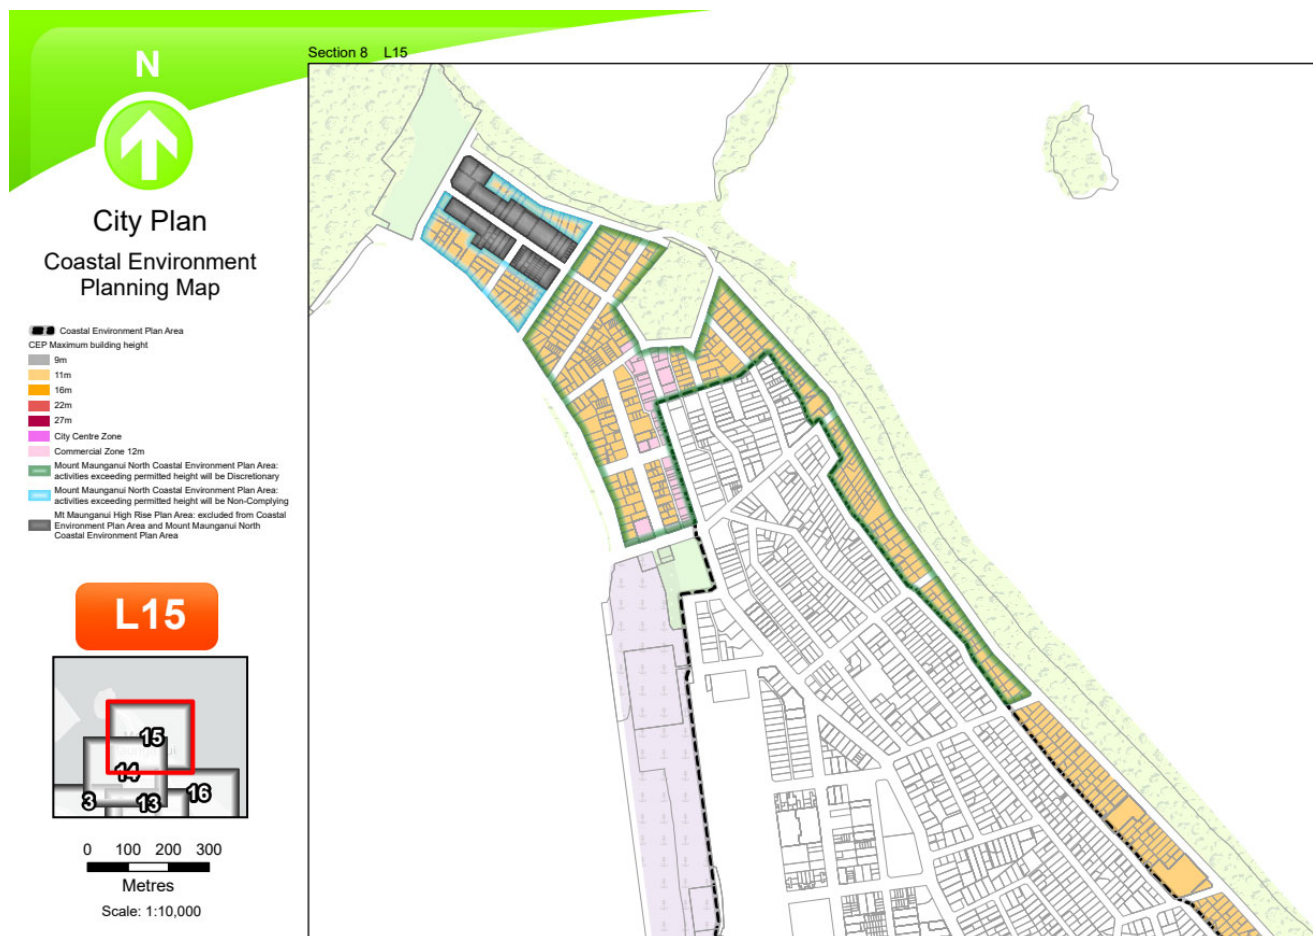 Section 8 L15
N
City Plan
Coastal Environment
Planning Map
Coastal Environment Plan Area
CEP Maximum building height
9m
11m
16m
22m
27m
City Centre Zone
Commercial Zone 12m
Mount Maunganui North Coastal Environment Plan Area:
activities exceeding permitted height will be Discretionary
Mount Maunganui North Coastal Environment Plan Area:
activities exceeding permitted height will be Non-Complying
Mt Maunganui High Rise Plan Area: excluded from Coastal
Environment Plan Area and Mount Maunganui North
Coastal Environment Plan Area
L15
15
14
16
3
13
0 100 200 300
Metres
Scale: 1:10,000